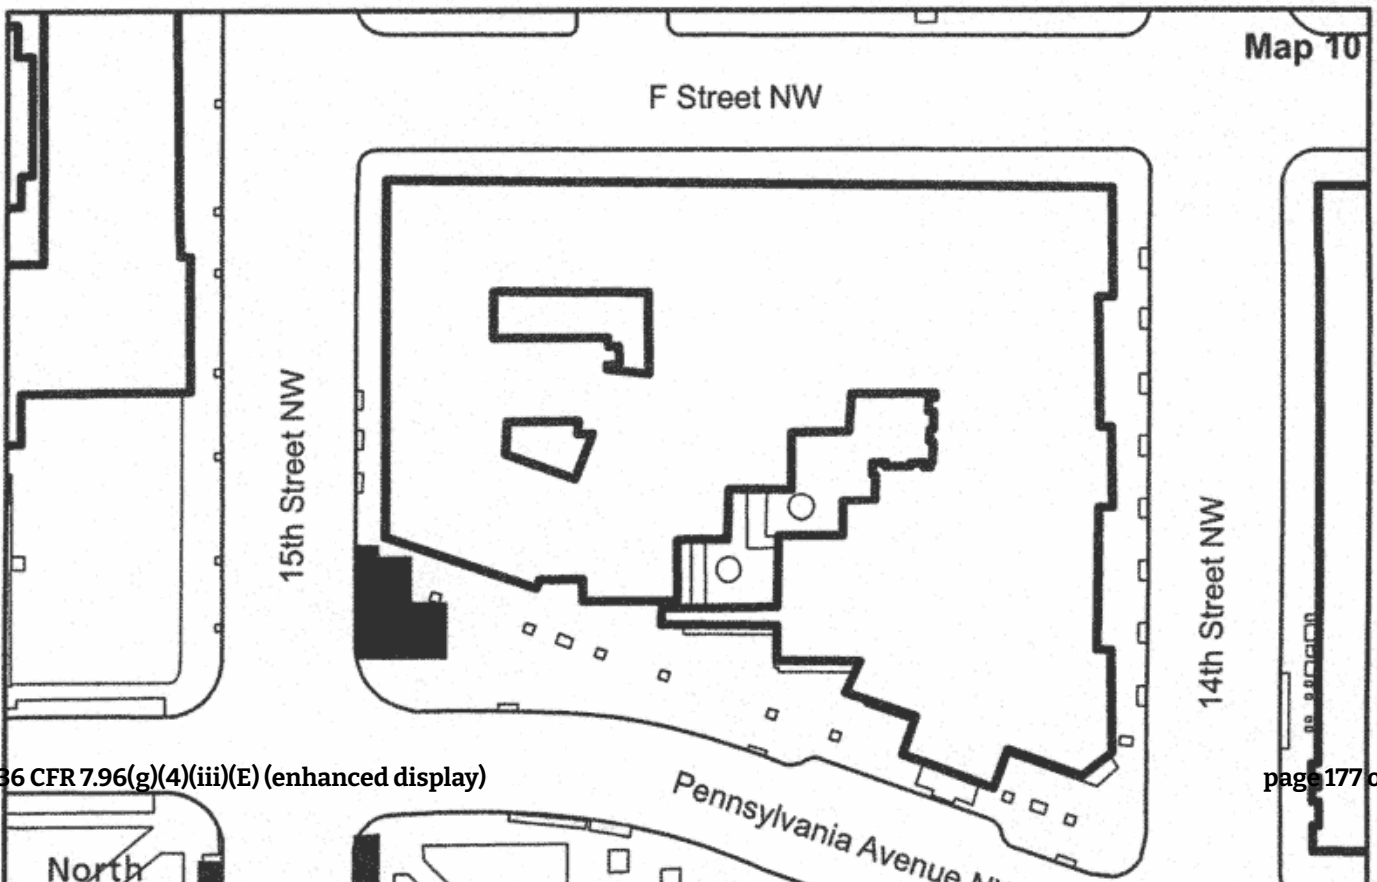 Map 10
F Street NW
15th Street NW
14th Street NW
36 CFR 7.96(g)(4)(iii)(E) (enhanced display)
page 177 o
Pennsylvania Avenue NW
North